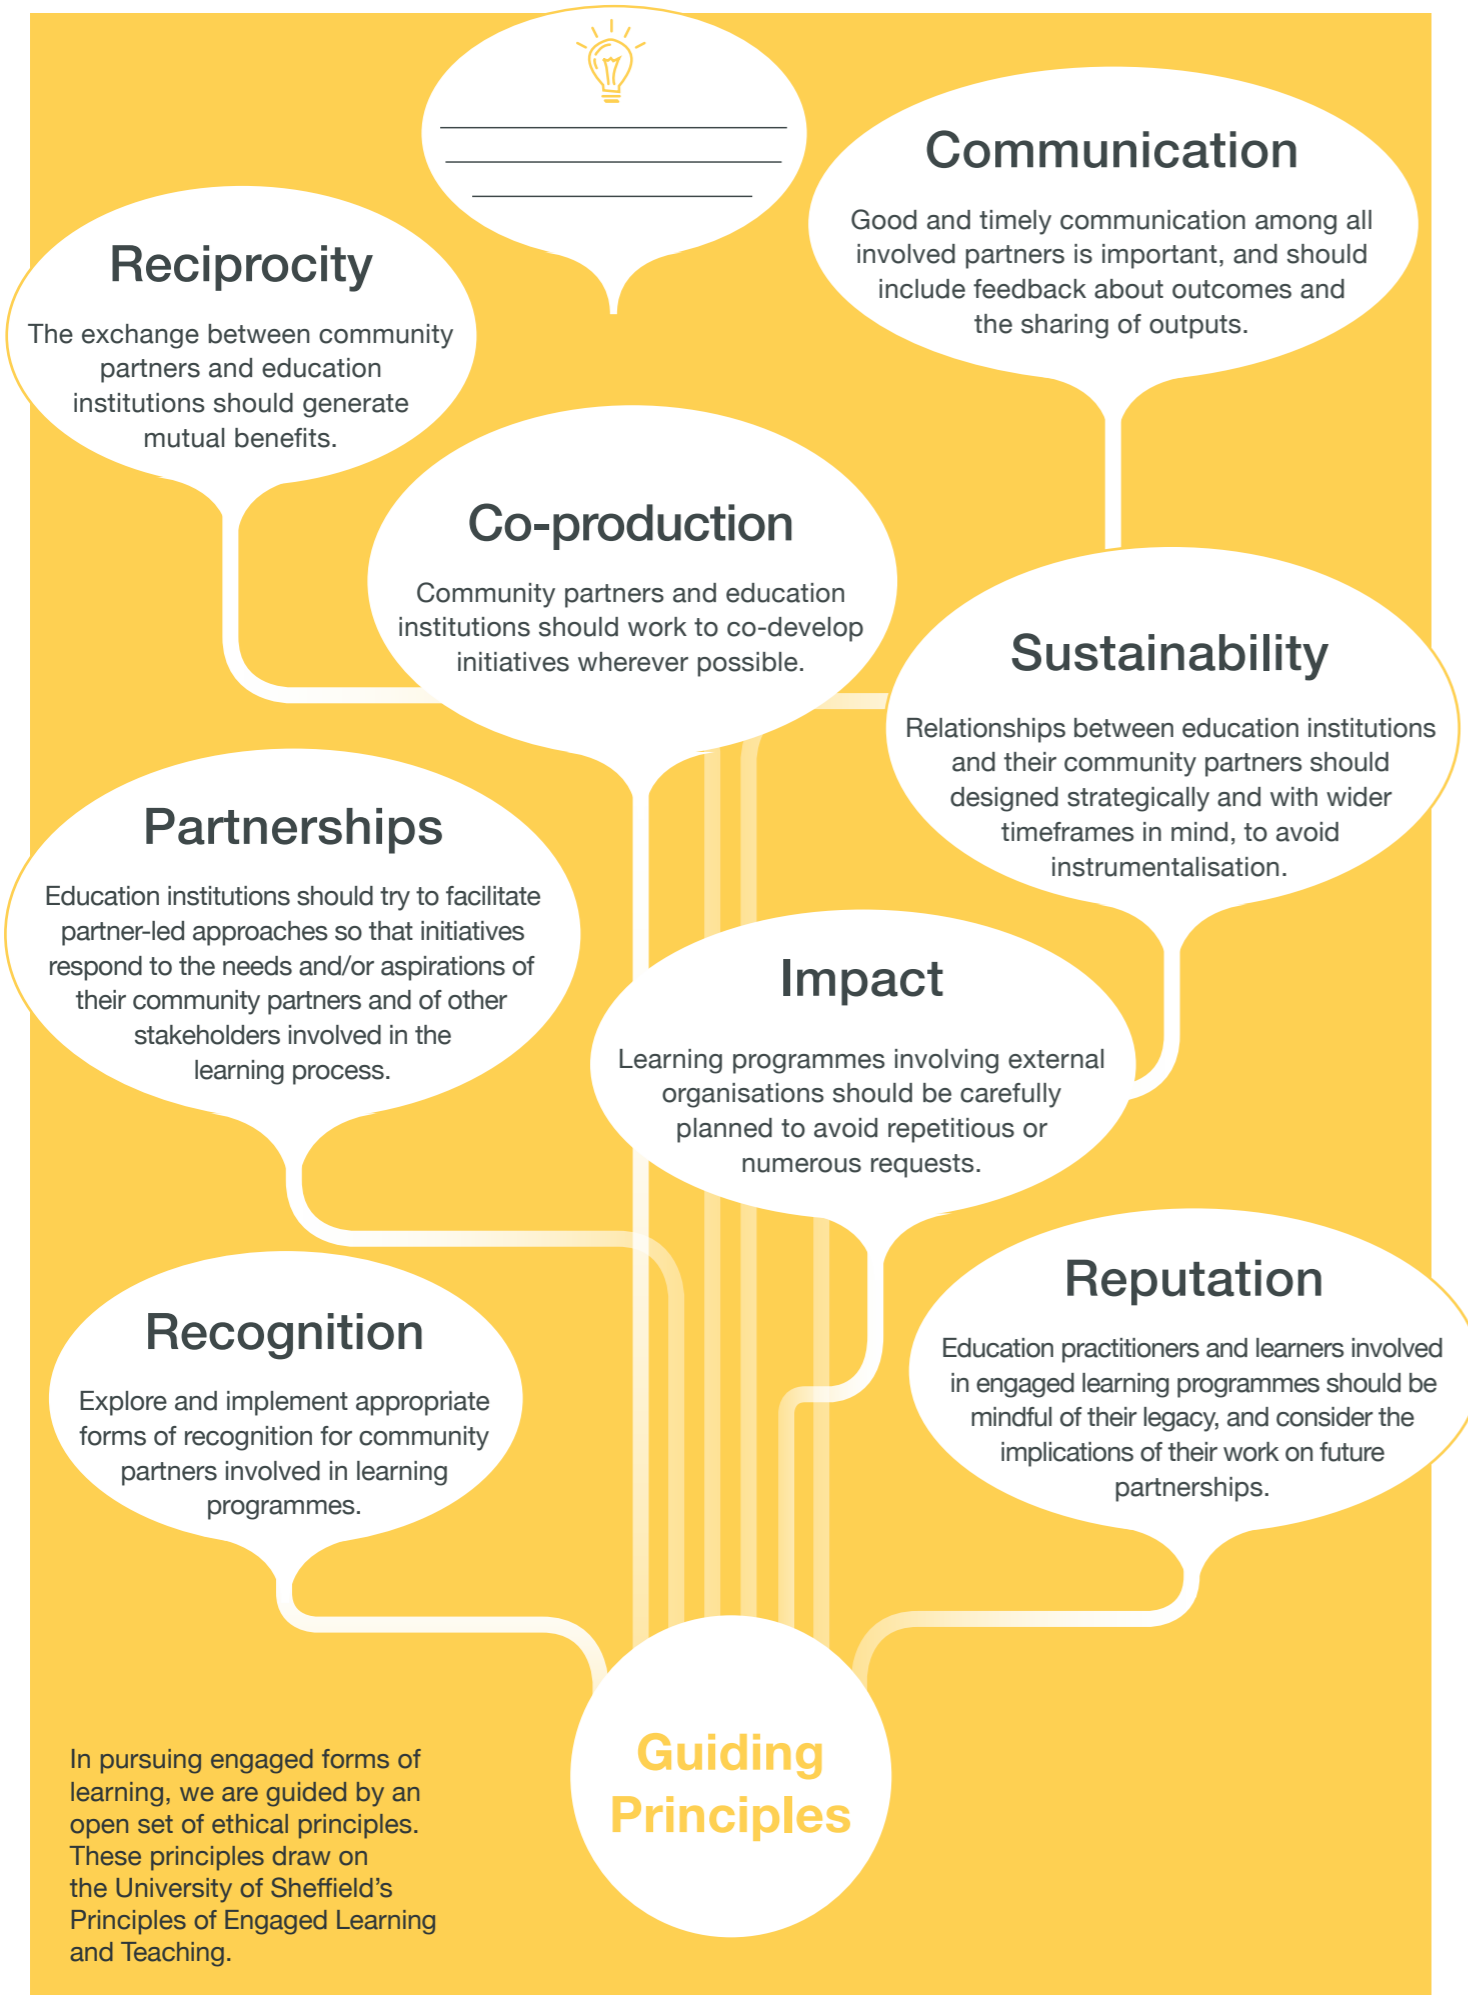 Communication
Good and timely communication among all
involved partners is important, and should
include feedback about outcomes and
the sharing of outputs.
Reciprocity
The exchange between community
partners and education
institutions should generate
mutual benefits.
Co-production
Community partners and education
institutions should work to co-develop
initiatives wherever possible.
Sustainability
Relationships between education institutions
and their community partners should
designed strategically and with wider
timeframes in mind, to avoid
instrumentalisation.
Partnerships
Education institutions should try to facilitate
partner-led approaches so that initiatives
respond to the needs and/or aspirations of
their community partners and of other
stakeholders involved in the
learning process.
Impact
Learning programmes involving external
organisations should be carefully
planned to avoid repetitious or
numerous requests.
Recognition
Explore and implement appropriate
forms of recognition for community
partners involved in learning
programmes.
Reputation
Education practitioners and learners involved
in engaged learning programmes should be
mindful of their legacy, and consider the
implications of their work on future
partnerships.
Guiding
Principles
In pursuing engaged forms of
learning, we are guided by an
open set of ethical principles.
These principles draw on
the University of Sheffield's
Principles of Engaged Learning
and Teaching.